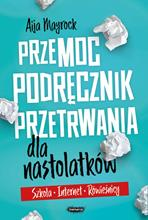 Aija Mayrock
PRZEMOC
PODRĘCZNIK
PRZETRWANIA
dla
nastolatków
Szkoła • Internet • Rówieśnicy